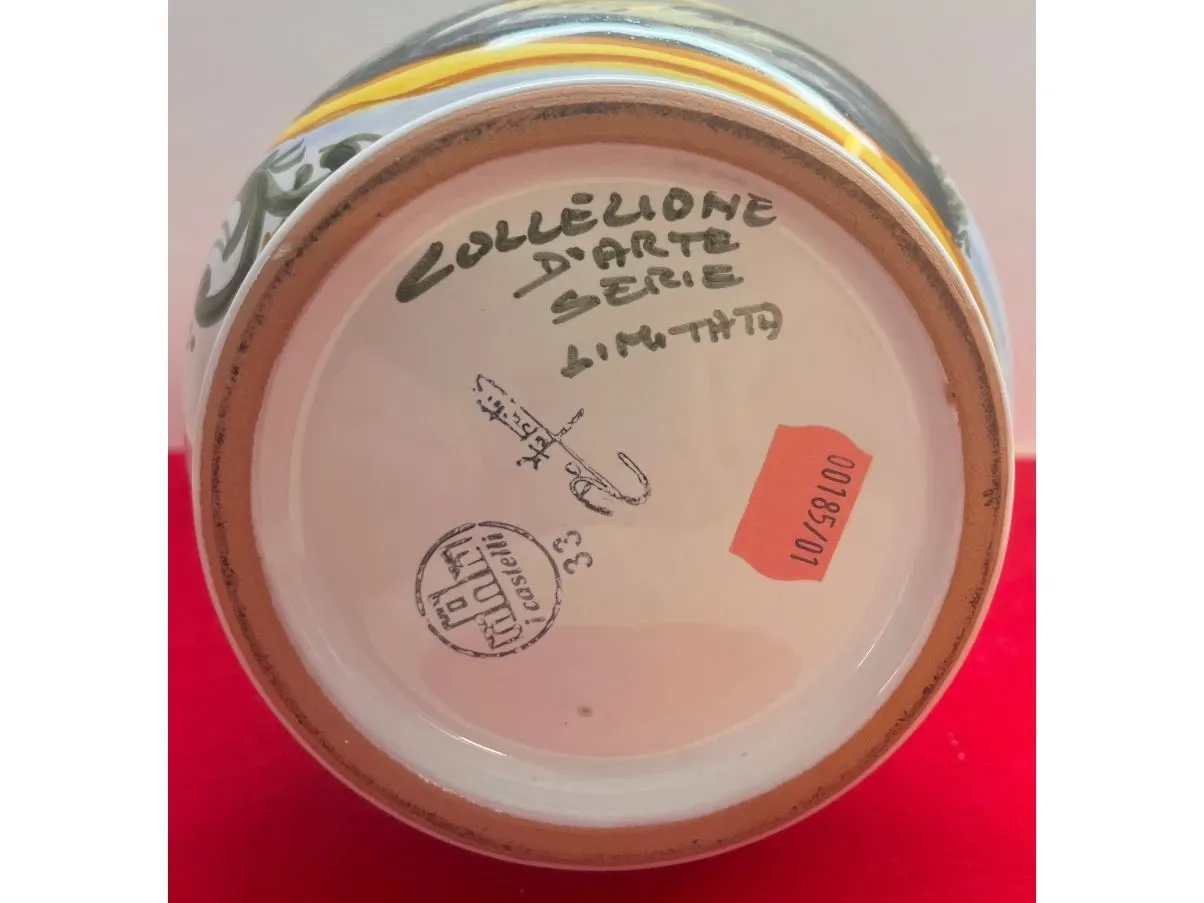 COLLEZIONE
D'ARTE
SERIE
LIMITATA
33
i castelli
00185/01